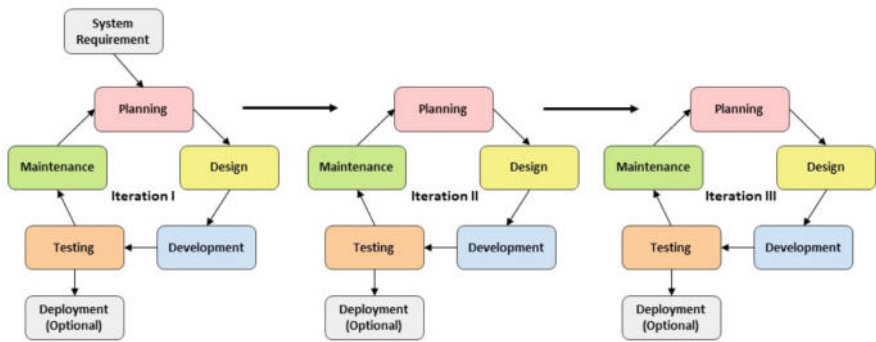 System
Requirement
Planning
Planning
Planning
Maintenance
Design
Maintenance
Design
Maintenance
Design
Iteration I
Iteration II
Iteration III
Testing
Development
Testing
Development
Testing
Development
Deployment
(Optional)
Deployment
(Optional)
Deployment
(Optional)